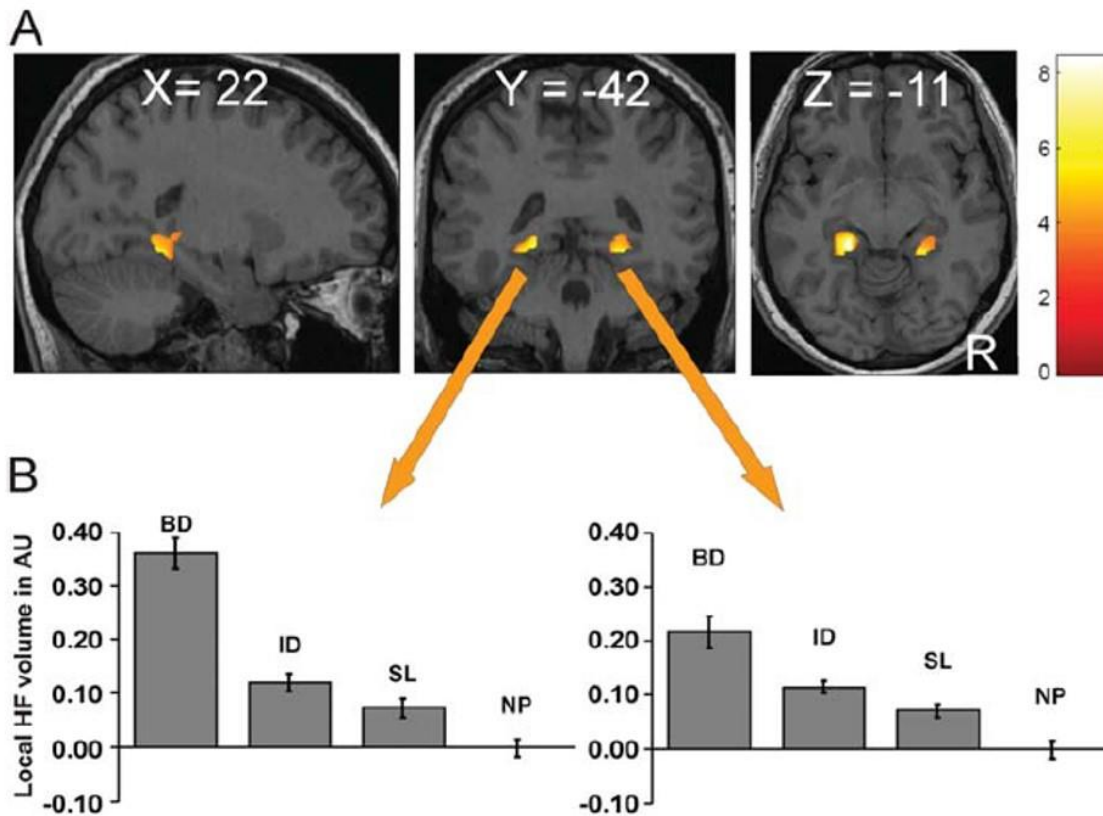 A
X= 22
Y = -42
Z = -11
R
8
6
4
2
0
B
Local HF volume in AU
0.40
0.30
0.20
0.10
0.00
-0.10
BD
ID
SL
NP
0.40
0.30
0.20
0.10
0.00
-0.10
BD
ID
SL
NP